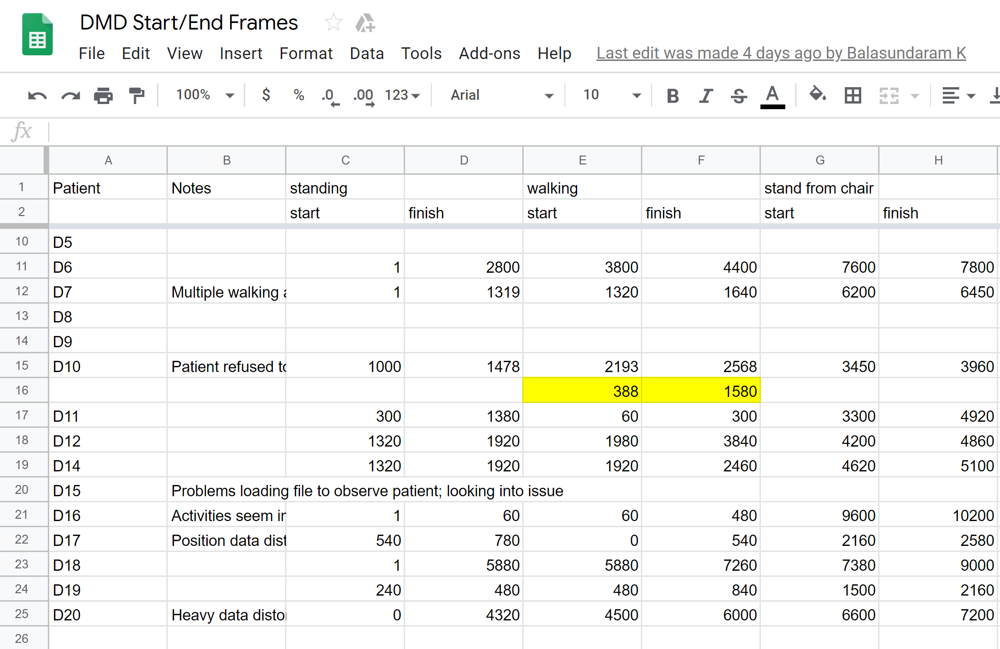 DMD Start/End Frames
File Edit View Insert Format Data Tools Add-ons Help Last edit was made 4 days ago by Balasundaram K
100% $ % .0 .00 123 Arial 10 B I S A
fx
A B C D E F G H
1 Patient Notes standing walking stand from chair
2 start finish start finish start finish
10 D5
11 D6 1 2800 3800 4400 7600 7800
12 D7 Multiple walking 1 1319 1320 1640 6200 6450
13 D8
14 D9
15 D10 Patient refused to 1000 1478 2193 2568 3450 3960
16 388 1580
17 D11 300 1380 60 300 3300 4920
18 D12 1320 1920 1980 3840 4200 4860
19 D14 1320 1920 1920 2460 4620 5100
20 D15 Problems loading file to observe patient; looking into issue
21 D16 Activities seem 1 60 60 480 9600 10200
22 D17 Position data 540 780 0 540 2160 2580
23 D18 1 5880 5880 7260 7380 9000
24 D19 240 480 480 840 1500 2160
25 D20 Heavy data 0 4320 4500 6000 6600 7200
26